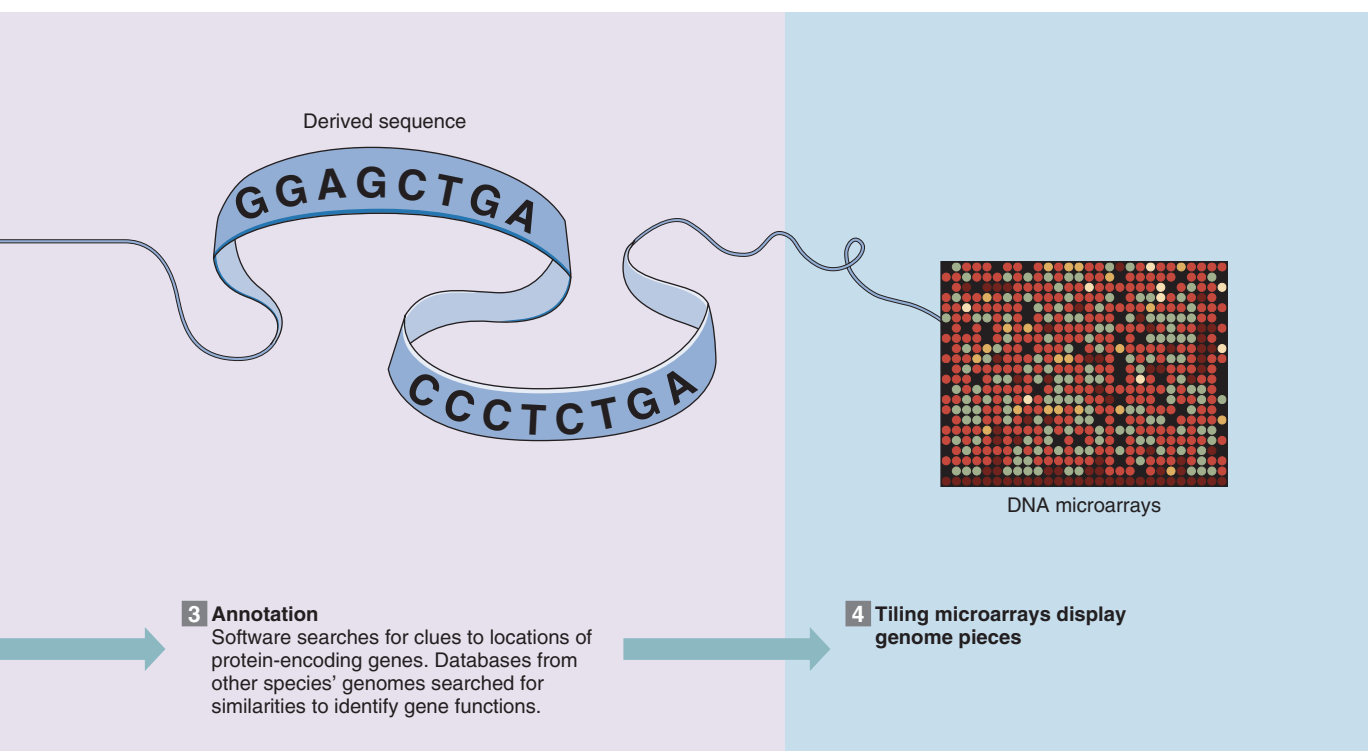 Derived sequence
GGAGCTGA
CCCTCTGA
DNA microarrays
3 Annotation
Software searches for clues to locations of
protein-encoding genes. Databases from
other species’ genomes searched for
similarities to identify gene functions.
4 Tiling microarrays display
genome pieces